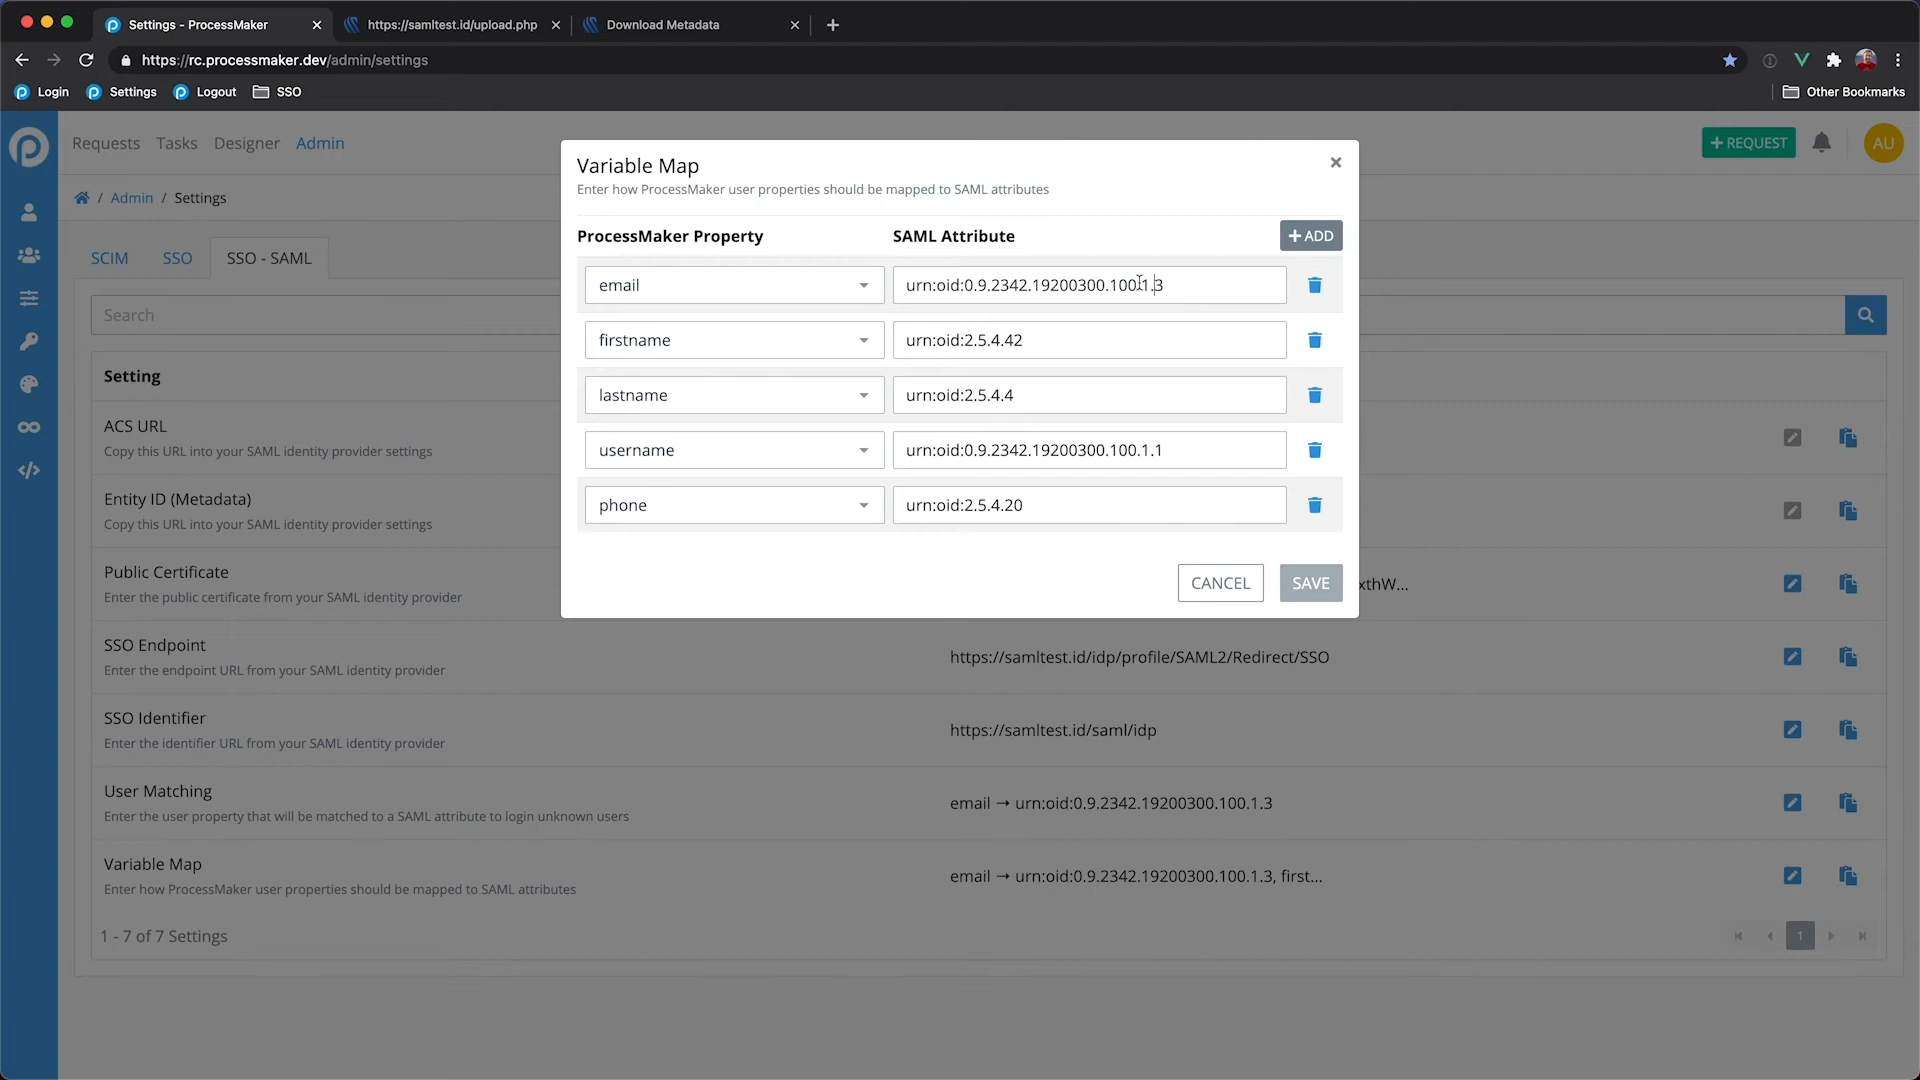 Settings - ProcessMaker
https://samltest.id/upload.php
Download Metadata
https://rc.processmaker.dev/admin/settings
Login
Settings
Logout
SSO
Other Bookmarks
Requests
Tasks
Designer
Admin
+ REQUEST
AU
/ Admin / Settings
SCIM
SSO
SSO - SAML
Search
Variable Map
Enter how ProcessMaker user properties should be mapped to SAML attributes
ProcessMaker Property
SAML Attribute
+ ADD
email
urn:oid:0.9.2342.19200300.100.1.3
firstname
urn:oid:2.5.4.42
lastname
urn:oid:2.5.4.4
username
urn:oid:0.9.2342.19200300.100.1.1
phone
urn:oid:2.5.4.20
CANCEL
SAVE
Setting
ACS URL
Copy this URL into your SAML identity provider settings
Entity ID (Metadata)
Copy this URL into your SAML identity provider settings
Public Certificate
Enter the public certificate from your SAML identity provider
xthW...
SSO Endpoint
Enter the endpoint URL from your SAML identity provider
https://samltest.id/idp/profile/SAML2/Redirect/SSO
SSO Identifier
Enter the identifier URL from your SAML identity provider
https://samltest.id/saml/idp
User Matching
Enter the user property that will be matched to a SAML attribute to login unknown users
email → urn:oid:0.9.2342.19200300.100.1.3
Variable Map
Enter how ProcessMaker user properties should be mapped to SAML attributes
email → urn:oid:0.9.2342.19200300.100.1.3, first...
1 - 7 of 7 Settings
1